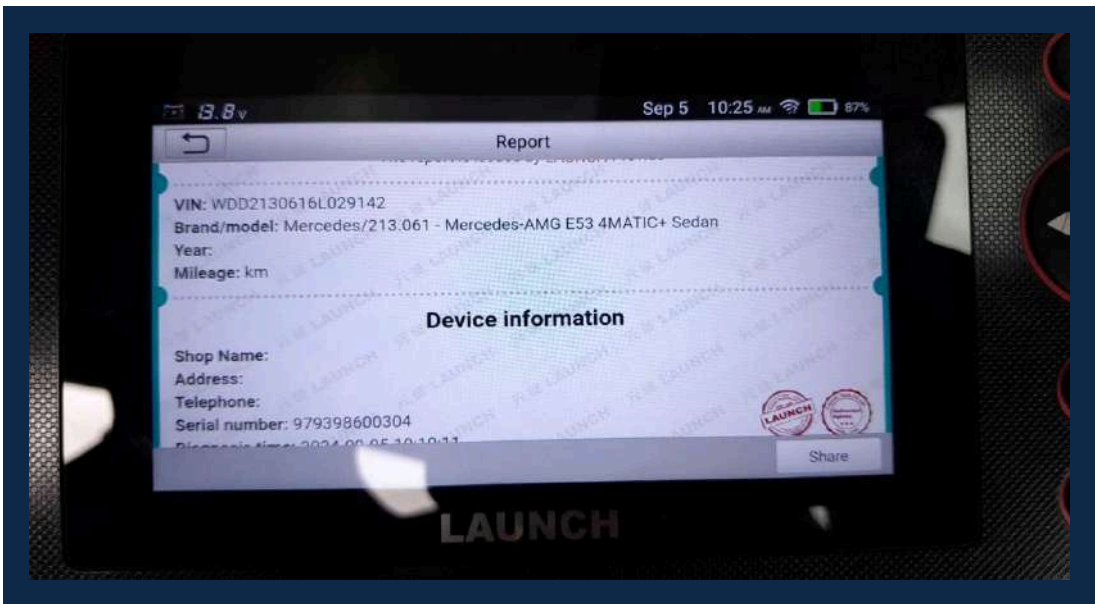 13.8 v
Sep 5 10:25 AM 87%
Report
VIN: WDD2130616L029142
Brand/model: Mercedes/213.061 - Mercedes-AMG E53 4MATIC+ Sedan
Year:
Mileage: km
Device information
Shop Name:
Address:
Telephone:
Serial number: 979398600304
LAUNCH
Share
LAUNCH